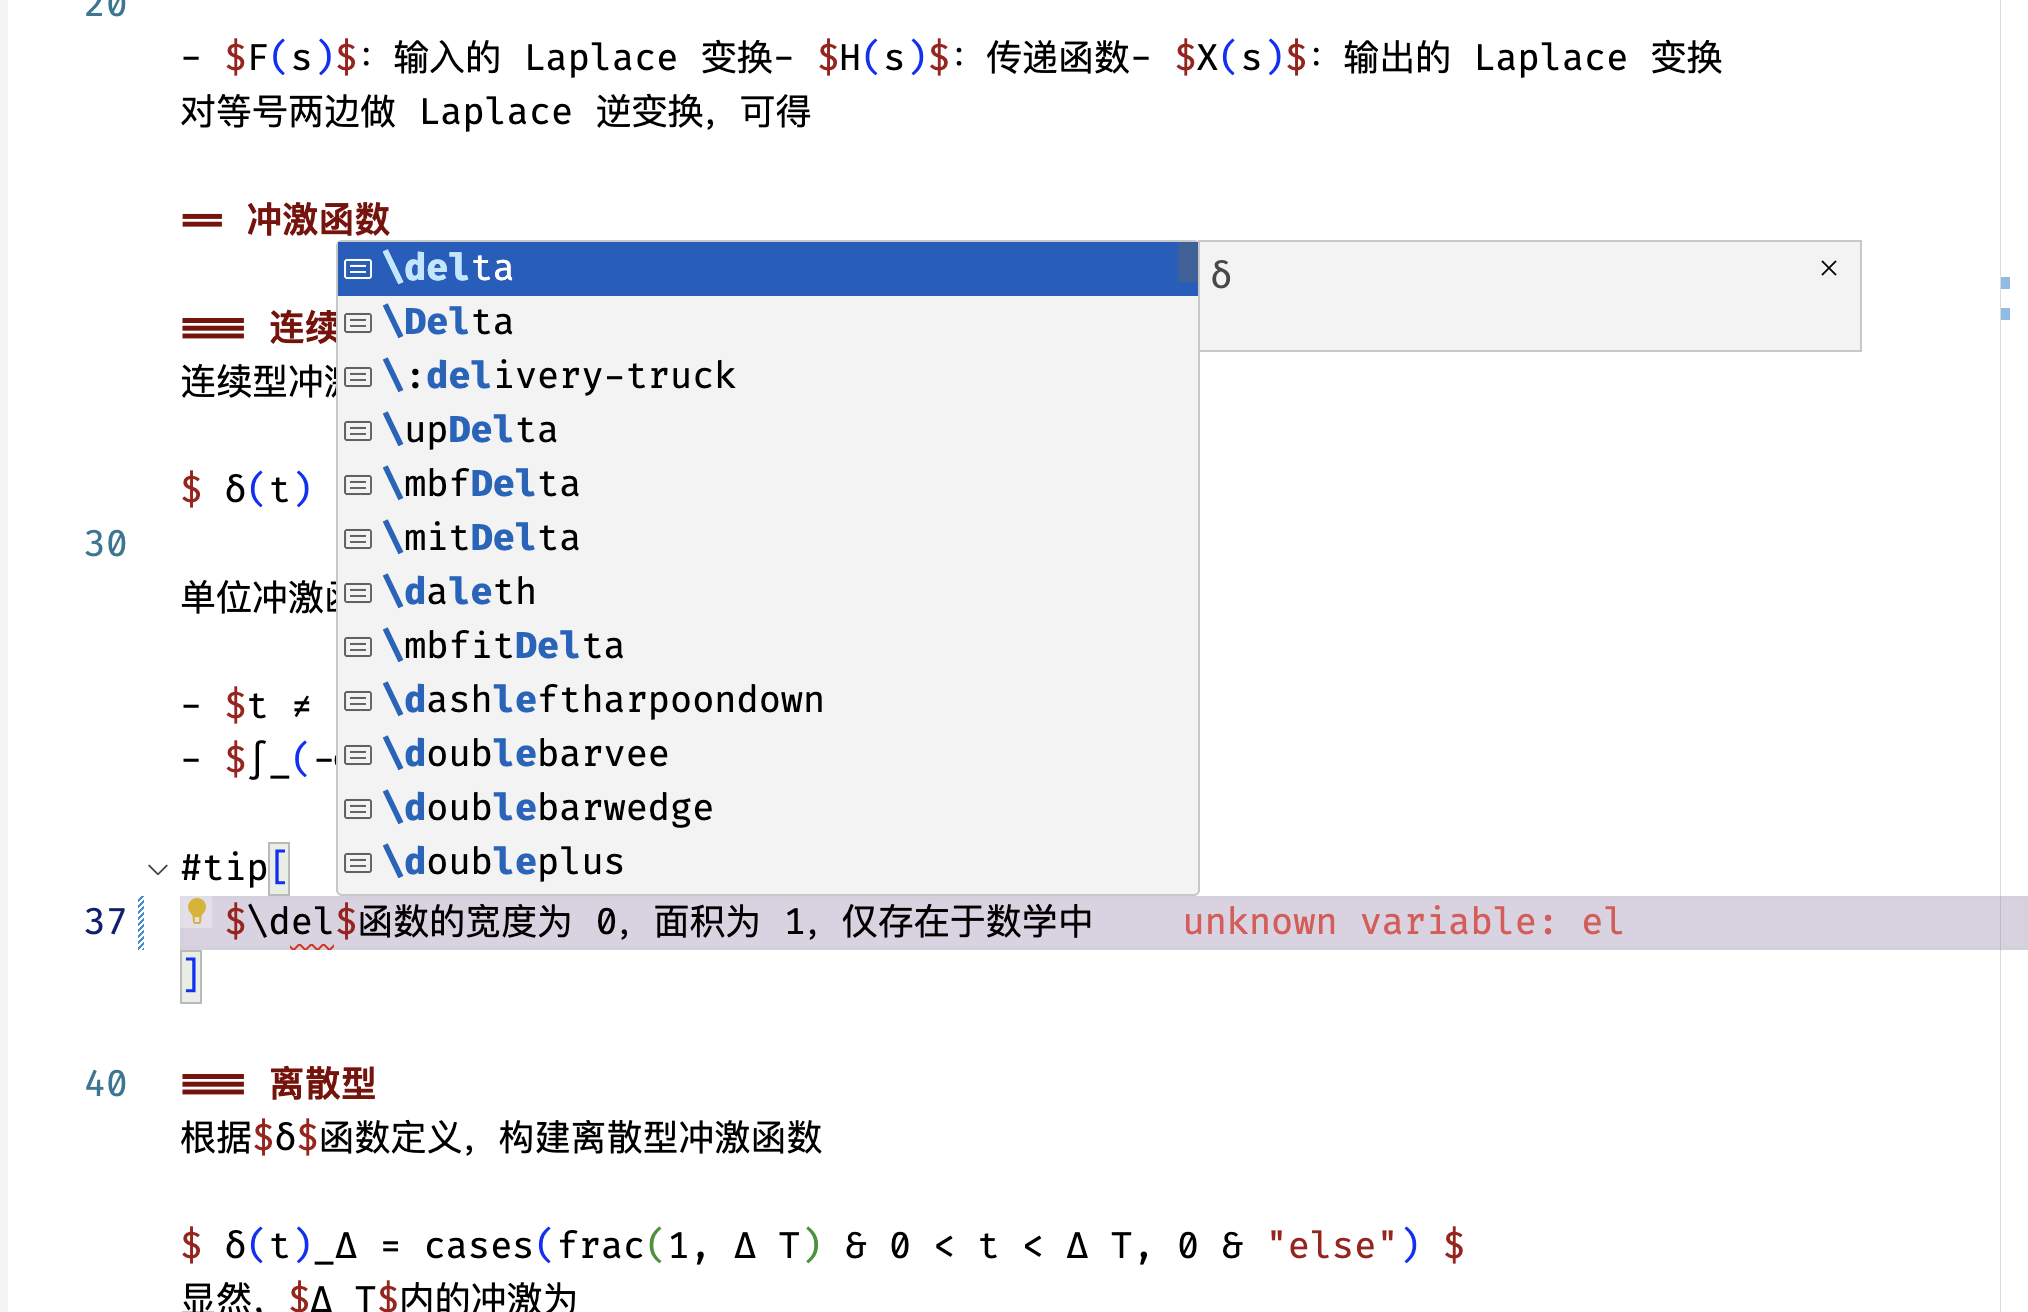 20
- $F(s)$: 输入的 Laplace 变换- $H(s)$: 传递函数- $X(s)$: 输出的 Laplace 变换
对等号两边做 Laplace 逆变换, 可得
== 冲激函数
\delta
δ
\Delta
=== 连续
\:delivery-truck
连续型冲
\upDelta
\mbfDelta
$ δ(t)
\mitDelta
30
\daleth
单位冲激
\mbfitDelta
\dashleftharpoondown
- $t ≠
\doublebarvee
- $∫_(-
\doublebarwedge
\doubleplus
#tip[
37 $\del$函数的宽度为 0, 面积为 1, 仅存在于数学中 unknown variable: el
]
40 === 离散型
根据$δ$函数定义, 构建离散型冲激函数
$ δ(t)_Δ = cases(frac(1, Δ T) & 0 < t < Δ T, 0 & "else") $
显然, $Δ T$内的冲激为